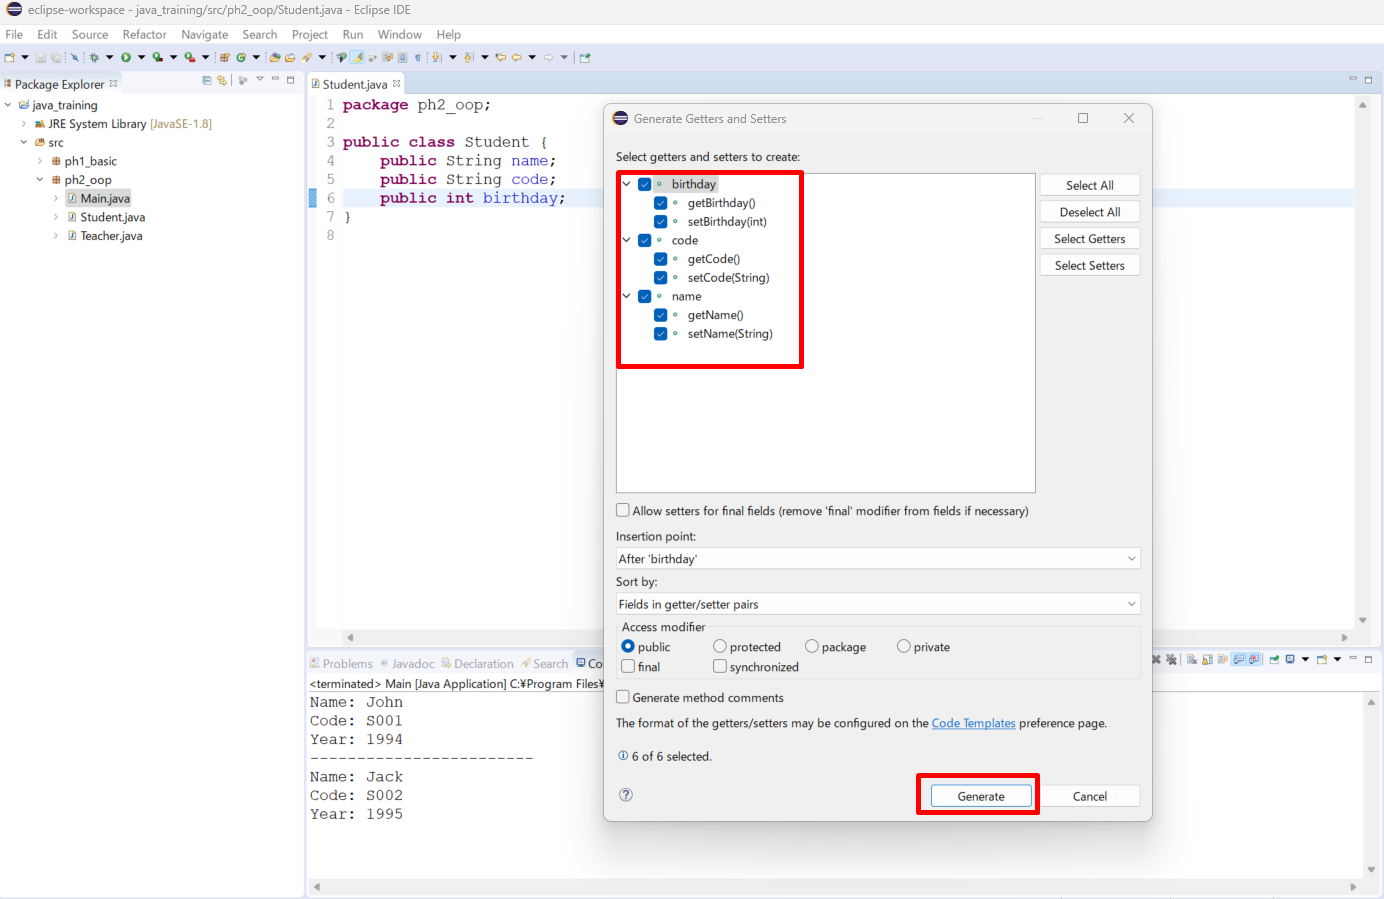 eclipse-workspace - java_training/src/ph2_oop/Student.java - Eclipse IDE
File Edit Source Refactor Navigate Search Project Run Window Help
Package Explorer
java_training
JRE System Library [JavaSE-1.8]
src
ph1_basic
ph2_oop
Main.java
Student.java
Teacher.java
Student.java
1 package ph2_oop;
2
3 public class Student {
4 public String name;
5 public String code;
6 public int birthday;
7 }
8
Generate Getters and Setters
Select getters and setters to create:
birthday
getBirthday()
setBirthday(int)
code
getCode()
setCode(String)
name
getName()
setName(String)
Select All
Deselect All
Select Getters
Select Setters
Allow setters for final fields (remove 'final' modifier from fields if necessary)
Insertion point:
After 'birthday'
Sort by:
Fields in getter/setter pairs
Access modifier
public protected package private
final synchronized
Generate method comments
The format of the getters/setters may be configured on the Code Templates preference page.
6 of 6 selected.
Generate Cancel
Problems Javadoc Declaration Search Co
<terminated> Main [Java Application] C:¥Program Files¥
Name: John
Code: S001
Year: 1994
------------------------
Name: Jack
Code: S002
Year: 1995